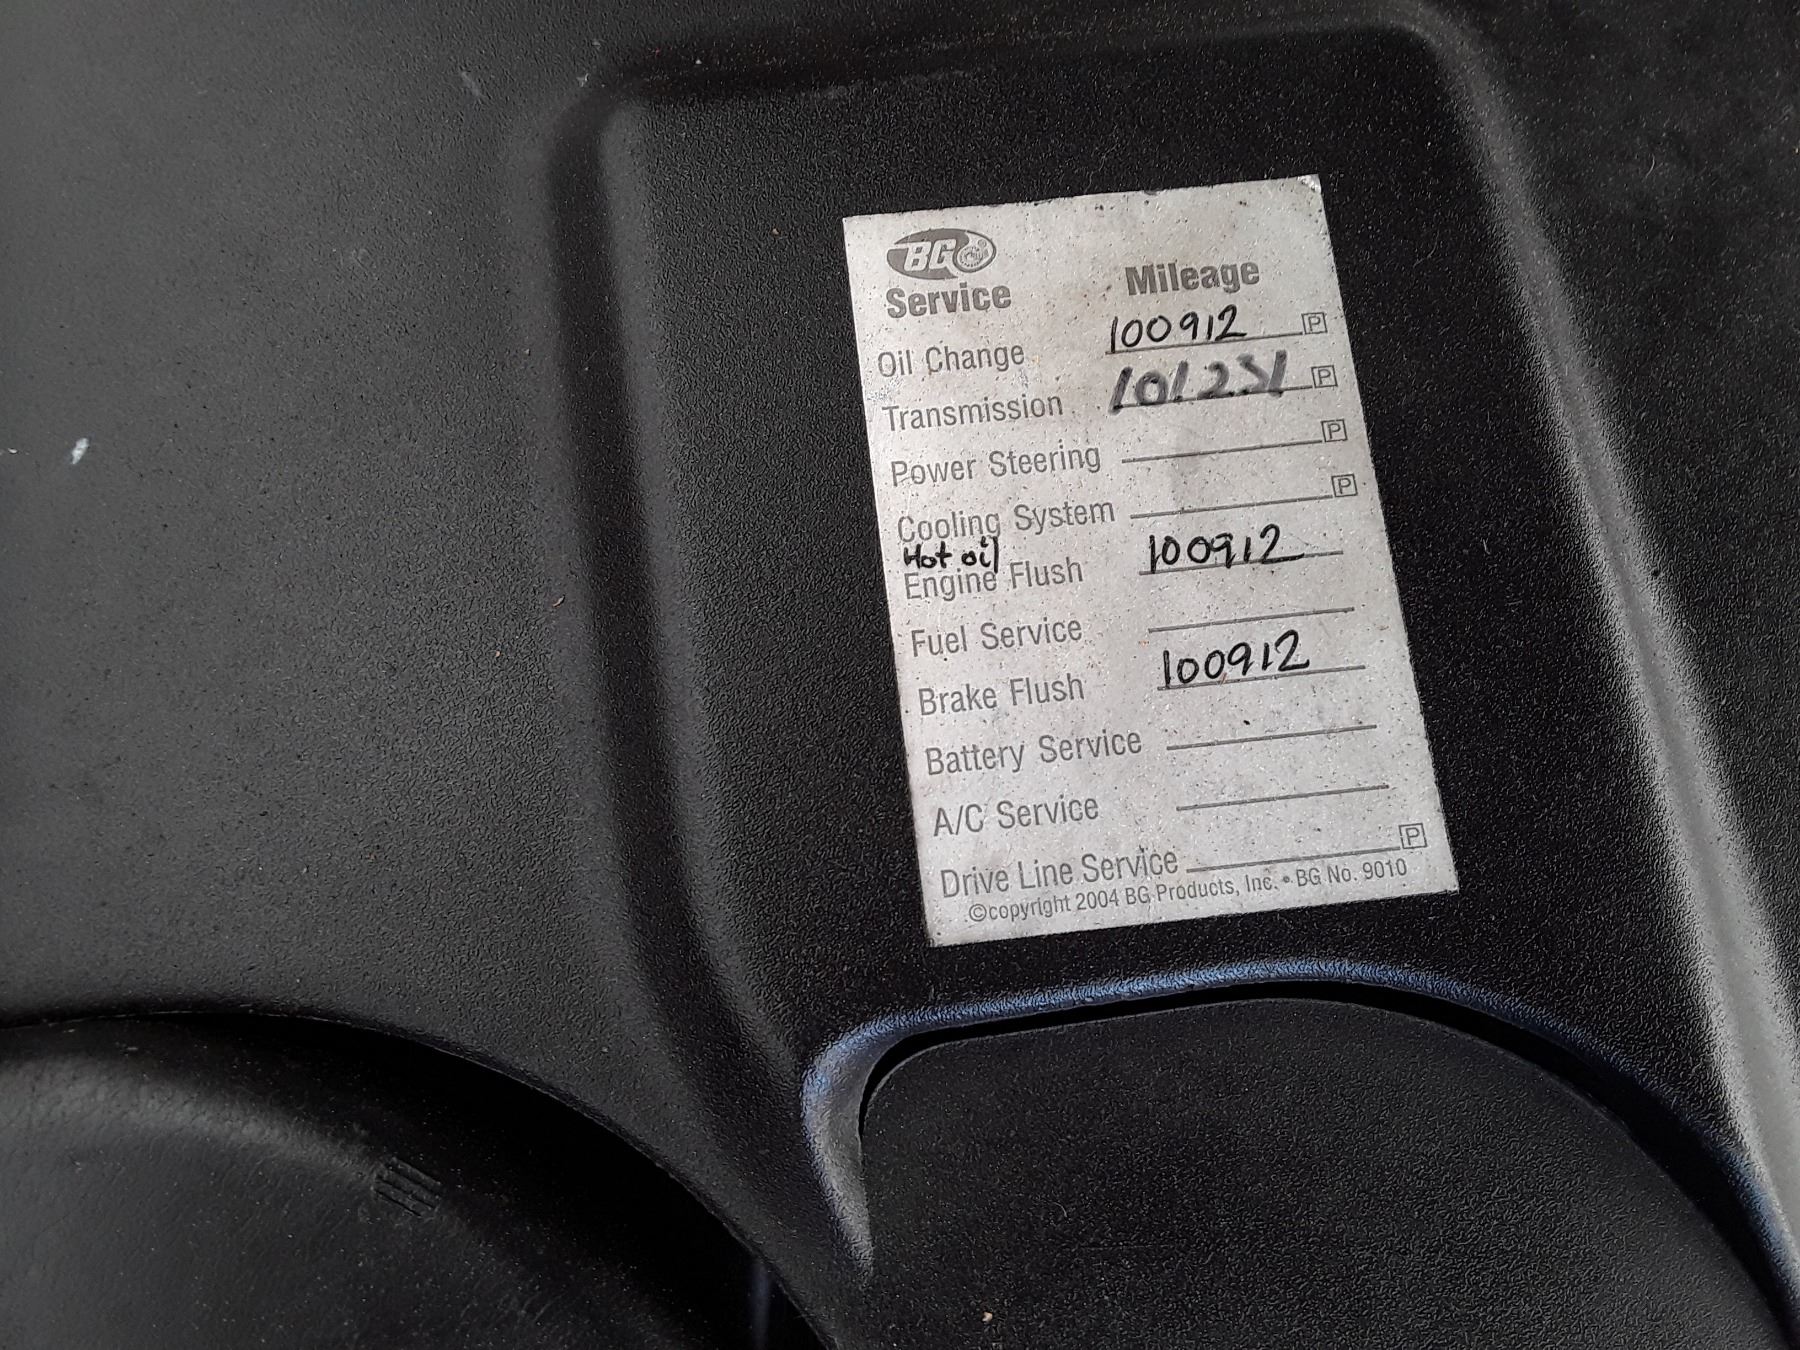 BG
Service Mileage
Oil Change 100912 P
Transmission P
Power Steering P
Cooling System P
Hot oil
Engine Flush 100912
Fuel Service
Brake Flush 100912
Battery Service
A/C Service
Drive Line Service P
©copyright 2004 BG Products, Inc. • BG No. 9010